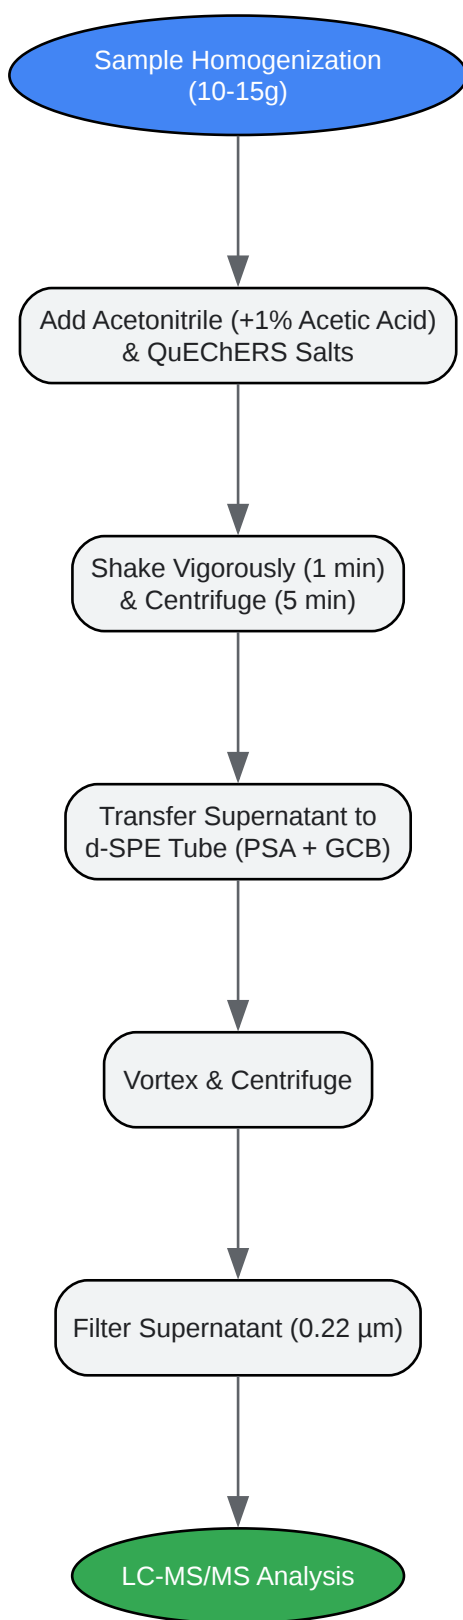 Sample Homogenization
(10-15g)
Add Acetonitrile (+1% Acetic Acid)
& QuEChERS Salts
Shake Vigorously (1 min)
& Centrifuge (5 min)
Transfer Supernatant to
d-SPE Tube (PSA + GCB)
Vortex & Centrifuge
Filter Supernatant (0.22 µm)
LC-MS/MS Analysis